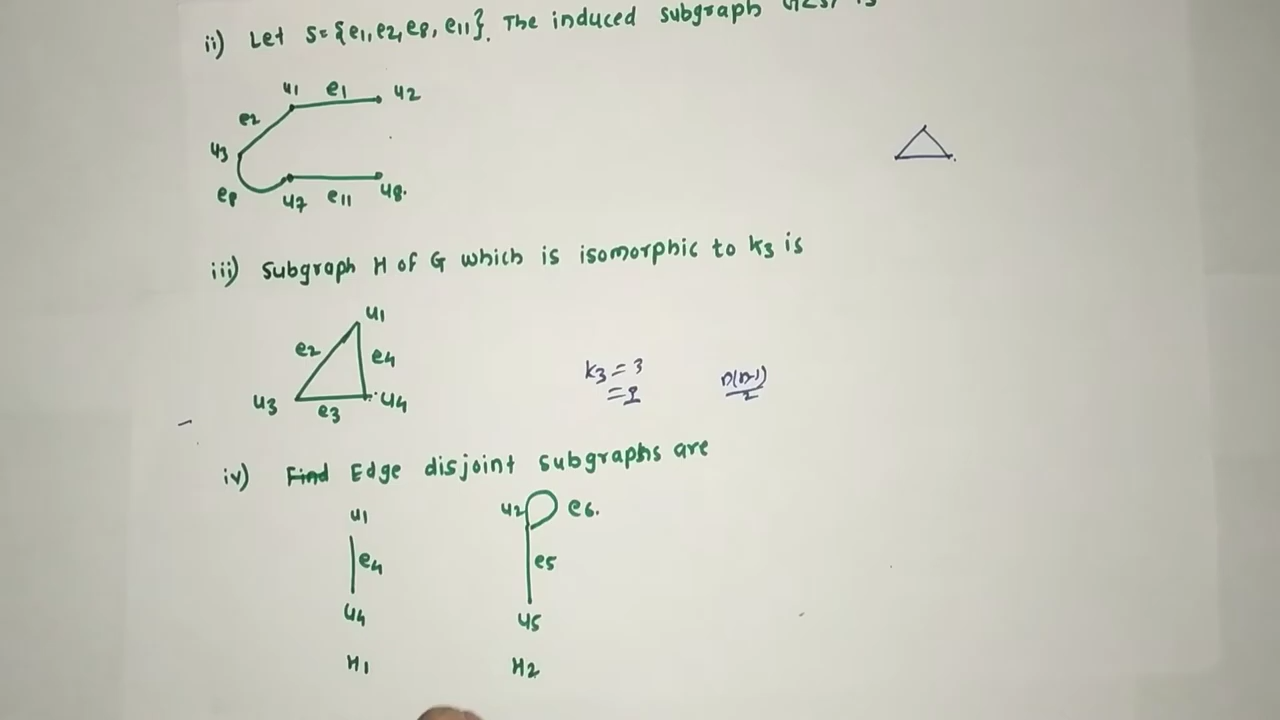 ii) Let S = {e1, e2, e8, e11}. The induced subgraph G<S> is
u1 e1 u2
e2
u3
e8 u7 e11 u8.
iii) Subgraph H of G which is isomorphic to k3 is
u1
e2 e4
u3 e3 u4
k3 = 3
n(n-1)
2
iv) Find Edge disjoint subgraphs are
u1 u2 e6.
e4 e5
u4 u5
H1 H2